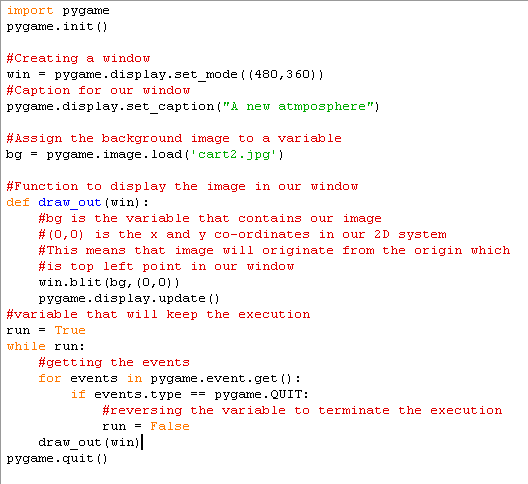 import pygame
pygame.init()

#Creating a window
win = pygame.display.set_mode((480,360))
#Caption for our window
pygame.display.set_caption("A new atmposphere")

#Assign the background image to a variable
bg = pygame.image.load('cart2.jpg')

#Function to display the image in our window
def draw_out(win):
    #bg is the variable that contains our image
    #(0,0) is the x and y co-ordinates in our 2D system
    #This means that image will originate from the origin which
    #is top left point in our window
    win.blit(bg,(0,0))
    pygame.display.update()
#variable that will keep the execution
run = True
while run:
    #getting the events
    for events in pygame.event.get():
        if events.type == pygame.QUIT:
            #reversing the variable to terminate the execution
            run = False
    draw_out(win)
pygame.quit()